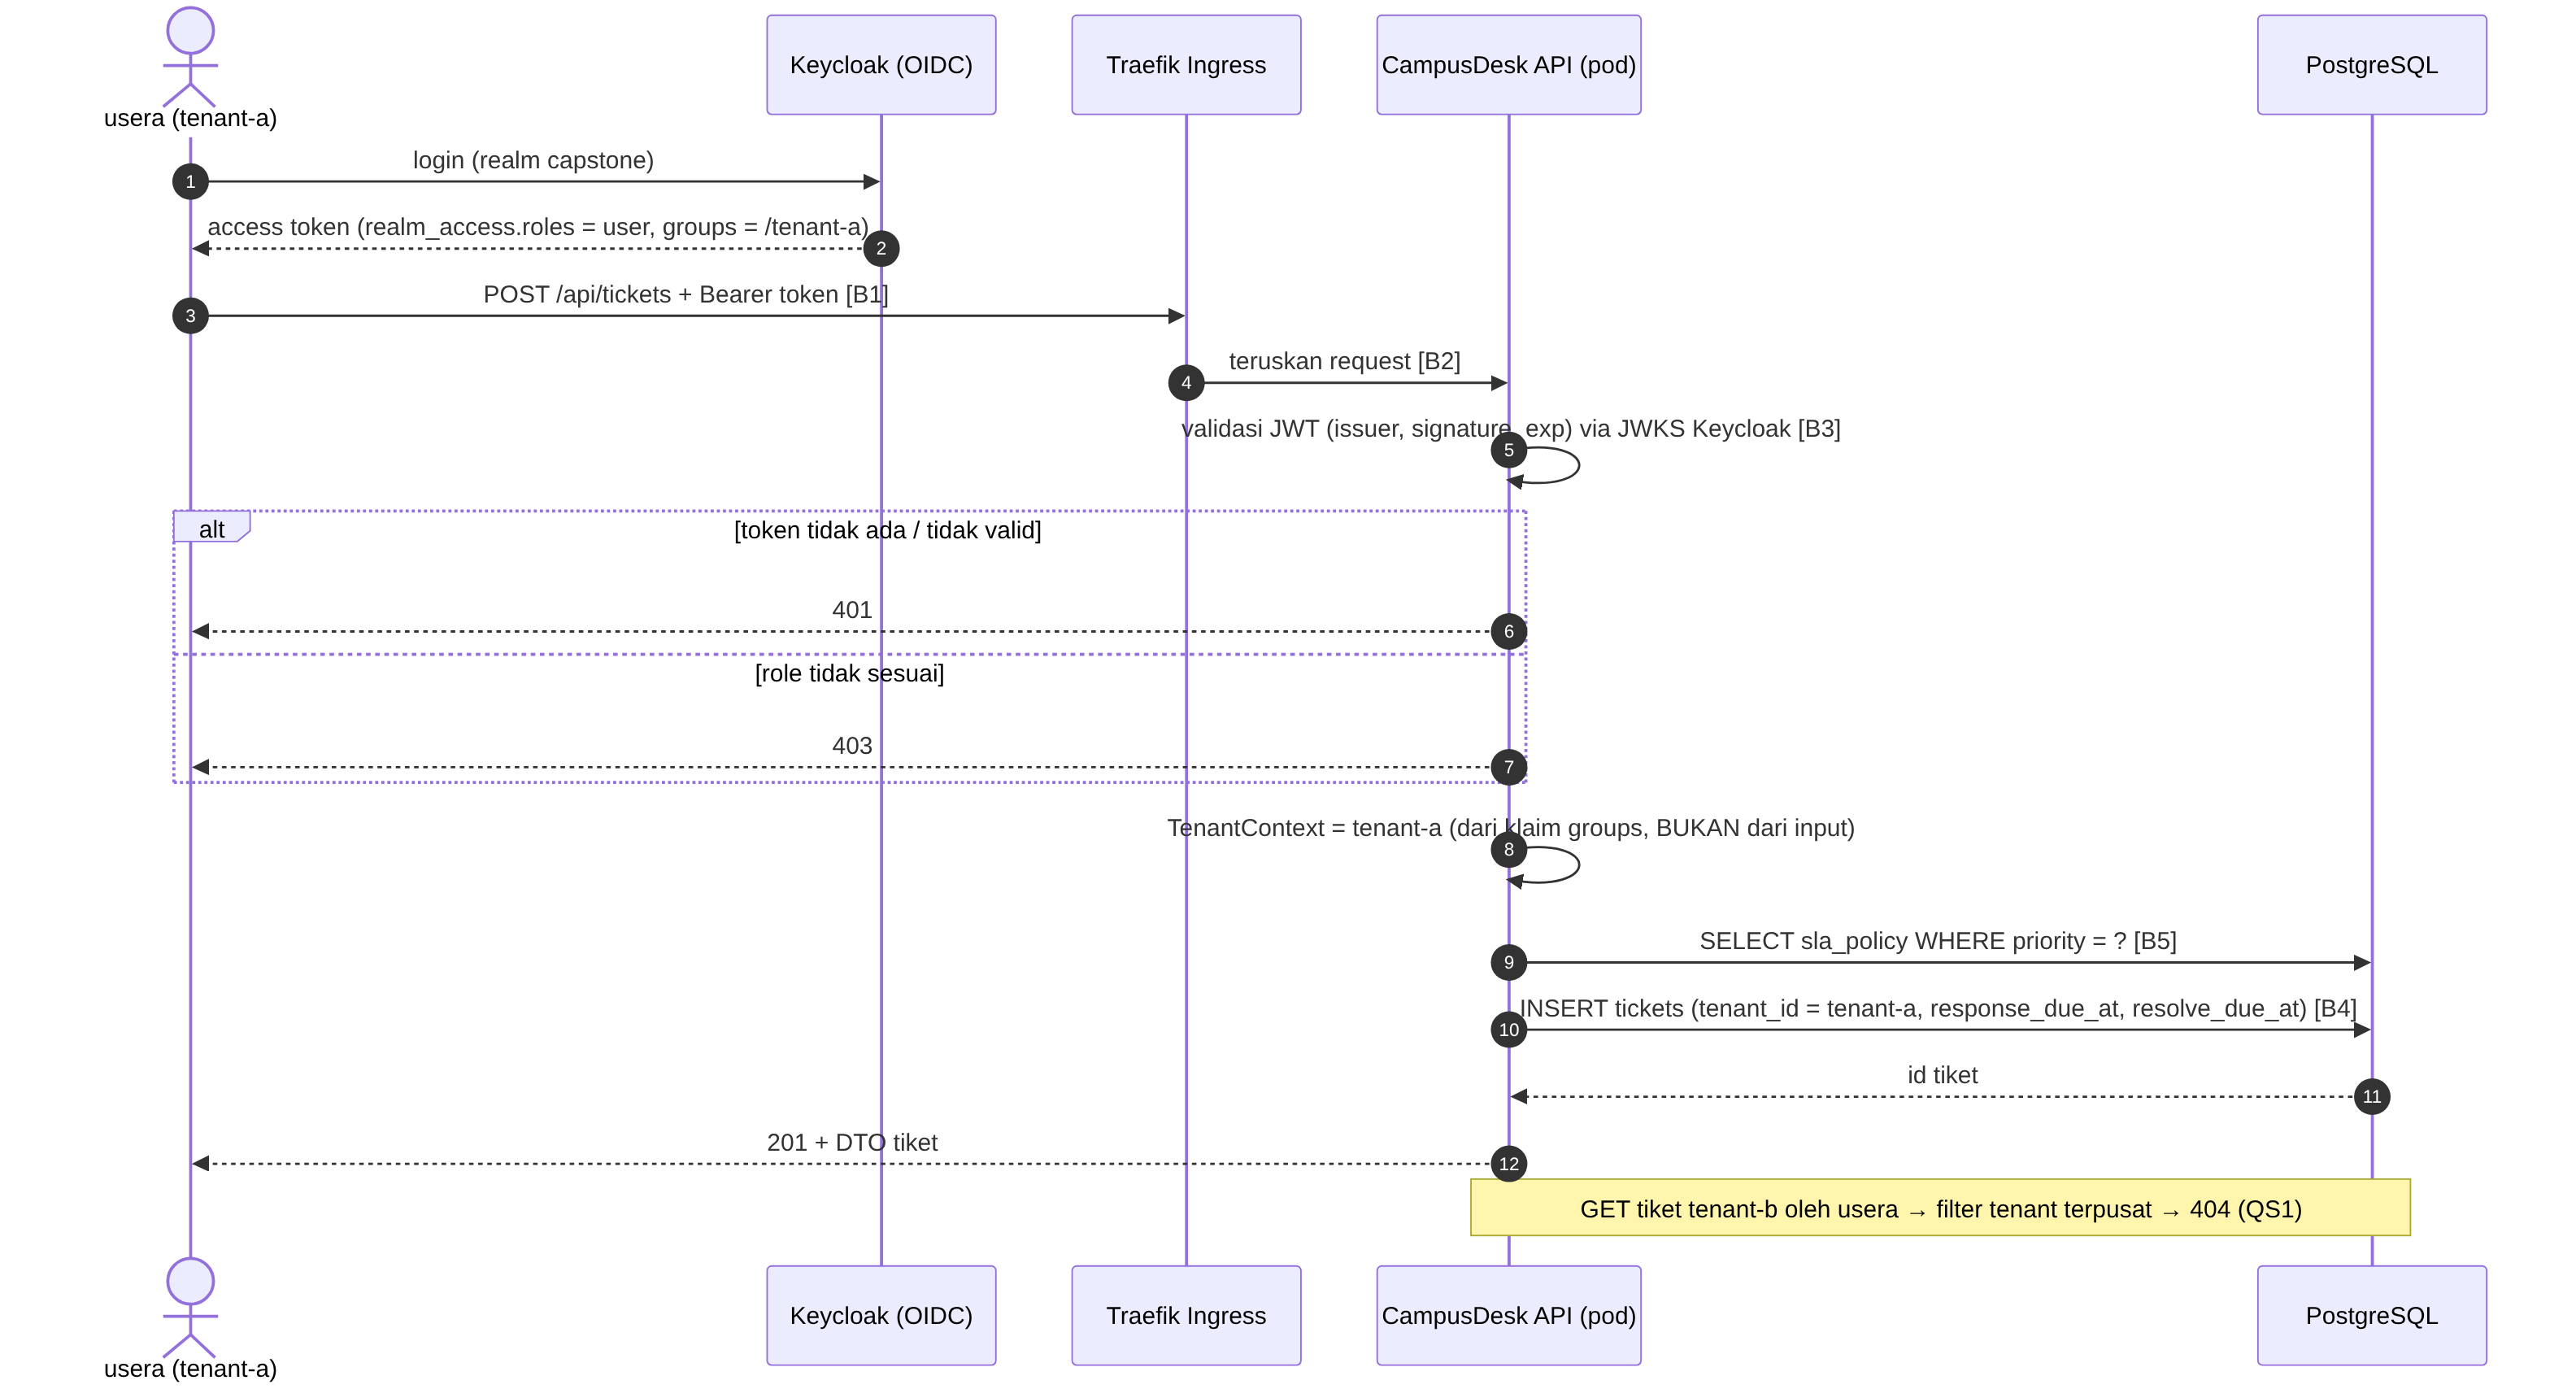 Keycloak (OIDC)
Traefik Ingress
CampusDesk API (pod)
PostgreSQL
usera (tenant-a)
login (realm capstone)
1
access token (realm_access.roles = user, groups = /tenant-a)
2
POST /api/tickets + Bearer token [B1]
3
teruskan request [B2]
4
validasi JWT (issuer, signature, exp) via JWKS Keycloak [B3]
5
alt
[token tidak ada / tidak valid]
401
6
[role tidak sesuai]
403
7
TenantContext = tenant-a (dari klaim groups, BUKAN dari input)
8
SELECT sla_policy WHERE priority = ? [B5]
9
INSERT tickets (tenant_id = tenant-a, response_due_at, resolve_due_at) [B4]
10
id tiket
11
201 + DTO tiket
12
GET tiket tenant-b oleh usera → filter tenant terpusat → 404 (QS1)
Keycloak (OIDC)
Traefik Ingress
CampusDesk API (pod)
PostgreSQL
usera (tenant-a)